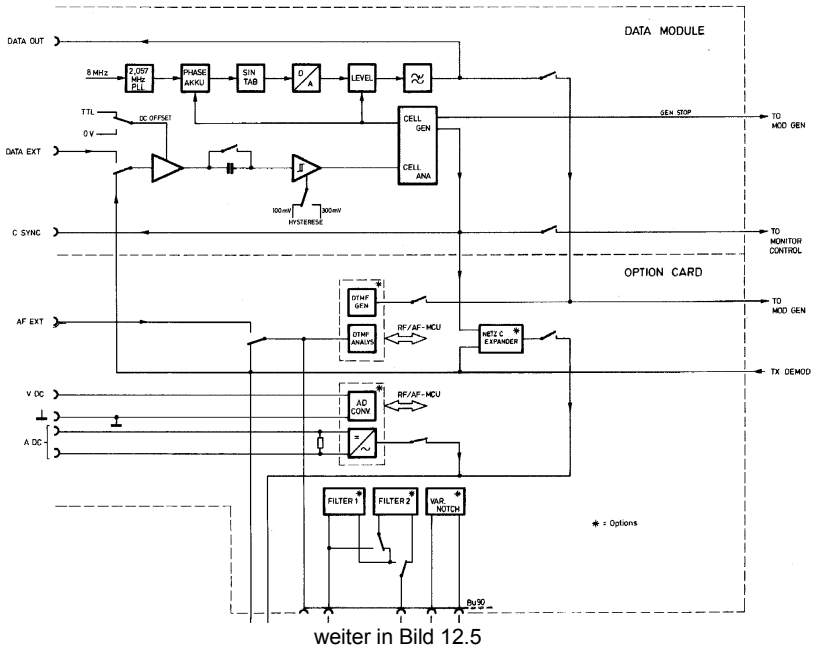 DATA MODULE
DATA OUT
8 MHz
2,057
MHz
PLL
PHASE
AKKU
SIN
TAB
D
A
LEVEL
TTL
DC OFFSET
0 V
DATA EXT
CELL
GEN
CELL
ANA
GEN STOP
TO
MOD GEN
100mV
300mV
HYSTERESE
C SYNC
TO
MONITOR
CONTROL
OPTION CARD
*
DTMF
GEN
TO
MOD GEN
AF EXT
DTMF
ANALYS
RF/AF-MCU
NETZ C
EXPANDER
*
TX DEMOD
V DC
*
AD
CONV.
RF/AF-MCU
A DC
=
~
FILTER 1 *
FILTER 2 *
VAR. *
NOTCH
* = Options
Bu90
weiter in Bild 12.5